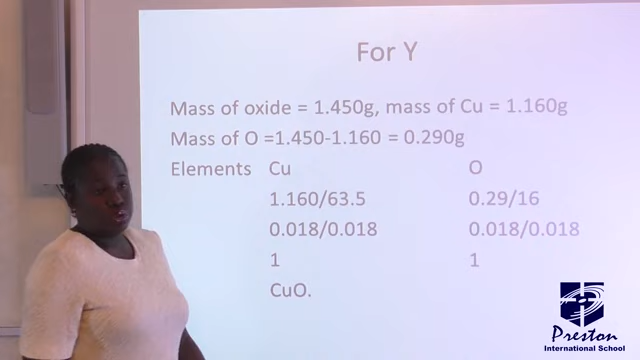 For Y
Mass of oxide = 1.450g, mass of Cu = 1.160g
Mass of O =1.450-1.160 = 0.290g
Elements Cu O
1.160/63.5 0.29/16
0.018/0.018 0.018/0.018
1 1
CuO.
Preston
International School